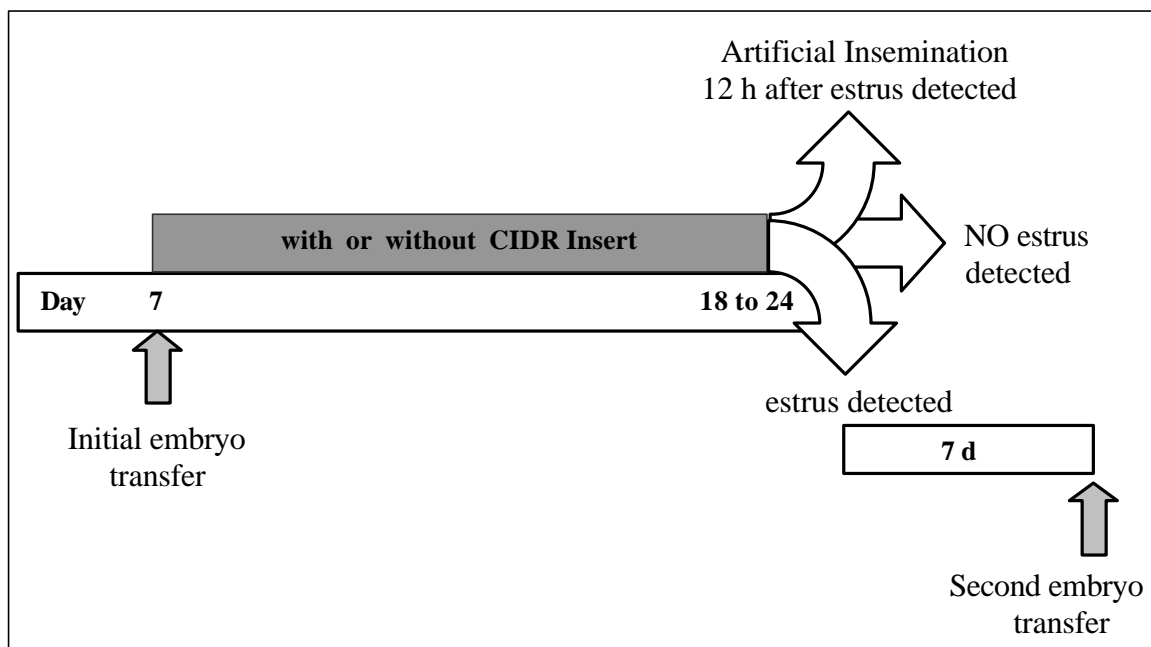 Artificial Insemination
12 h after estrus detected
with or without CIDR Insert
NO estrus
detected
Day 7 18 to 24
estrus detected
Initial embryo
transfer
7 d
Second embryo
transfer